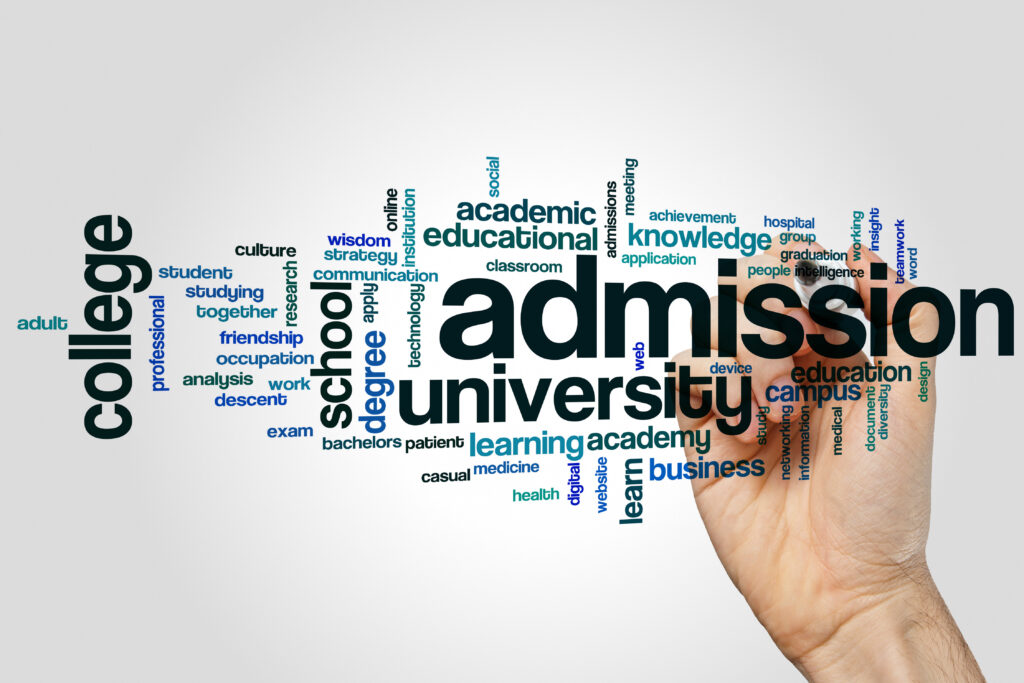 adult
college
student
studying
together
professional
culture
research
friendship
occupation
analysis
work
descent
exam
wisdom
strategy
communication
online
institution
school
apply
degree
technology
bachelors
patient
social
academic
educational
classroom
admissions
meeting
achievement
knowledge
application
hospital
group
graduation
people
intelligence
working
insight
teamwork
word
admission
university
web
device
education
campus
study
networking
information
medical
document
diversity
design
learning
academy
casual
medicine
health
digital
website
learn
business